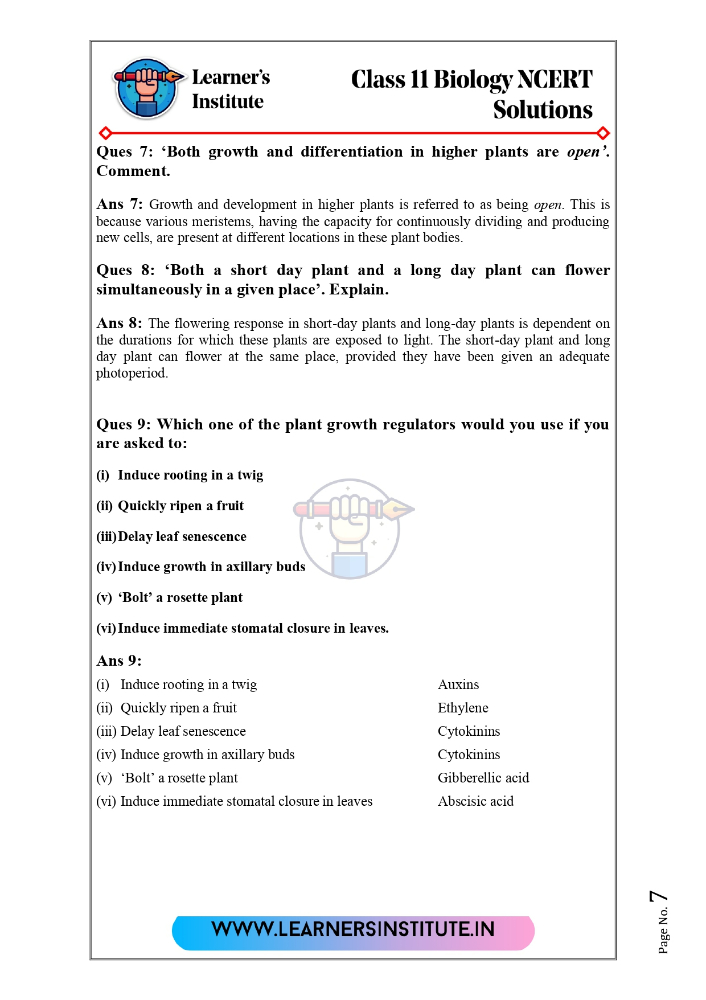 Learner's
Institute
Class 11 Biology NCERT
Solutions
Ques 7: ‘Both growth and differentiation in higher plants are open’.
Comment.
Ans 7: Growth and development in higher plants is referred to as being open. This is
because various meristems, having the capacity for continuously dividing and producing
new cells, are present at different locations in these plant bodies.
Ques 8: ‘Both a short day plant and a long day plant can flower
simultaneously in a given place’. Explain.
Ans 8: The flowering response in short-day plants and long-day plants is dependent on
the durations for which these plants are exposed to light. The short-day plant and long
day plant can flower at the same place, provided they have been given an adequate
photoperiod.
Ques 9: Which one of the plant growth regulators would you use if you
are asked to:
(i) Induce rooting in a twig
(ii) Quickly ripen a fruit
(iii)Delay leaf senescence
(iv)Induce growth in axillary buds
(v) ‘Bolt’ a rosette plant
(vi)Induce immediate stomatal closure in leaves.
Ans 9:
(i) Induce rooting in a twig Auxins
(ii) Quickly ripen a fruit Ethylene
(iii) Delay leaf senescence Cytokinins
(iv) Induce growth in axillary buds Cytokinins
(v) ‘Bolt’ a rosette plant Gibberellic acid
(vi) Induce immediate stomatal closure in leaves Abscisic acid
Page No. 7
WWW.LEARNERSINSTITUTE.IN